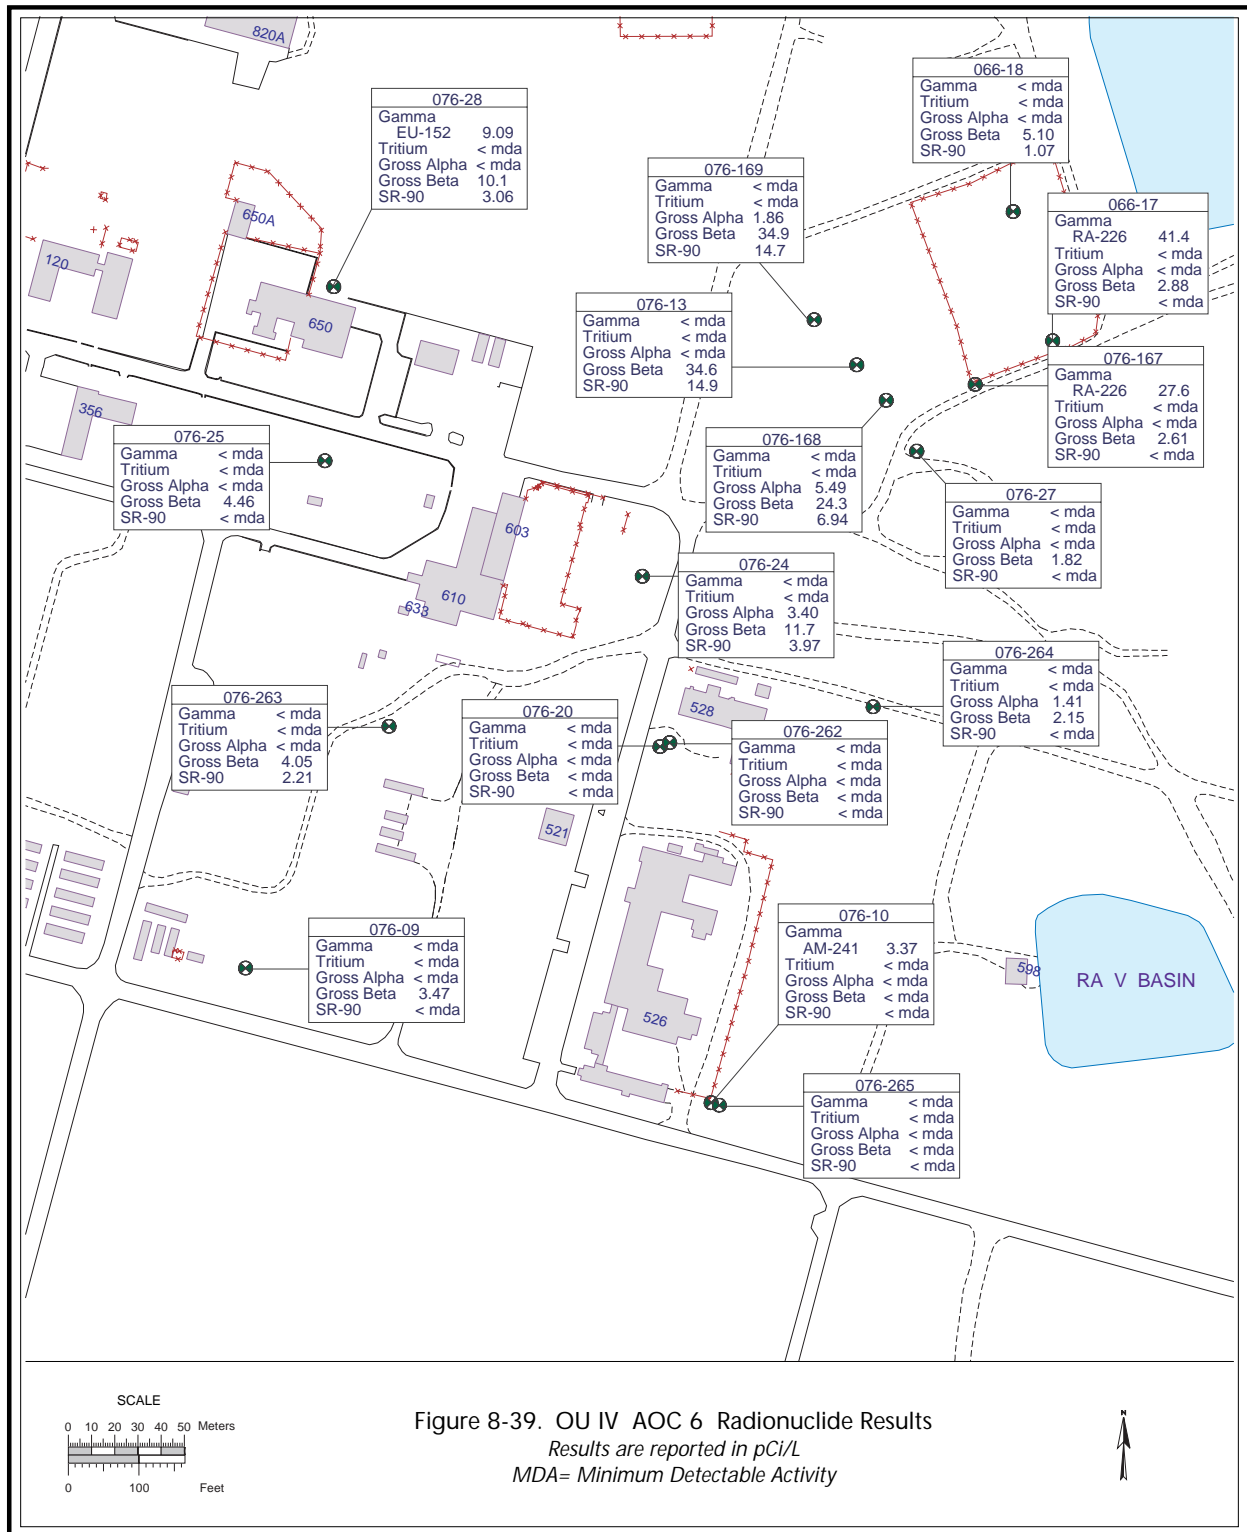 820A
066-18
Gamma < mda
Tritium < mda
Gross Alpha < mda
Gross Beta 5.10
SR-90 1.07
076-28
Gamma
EU-152 9.09
Tritium < mda
Gross Alpha < mda
Gross Beta 10.1
SR-90 3.06
076-169
Gamma < mda
Tritium < mda
Gross Alpha 1.86
Gross Beta 34.9
SR-90 14.7
066-17
Gamma
RA-226 41.4
Tritium < mda
Gross Alpha < mda
Gross Beta 2.88
SR-90 < mda
650A
120
650
076-13
Gamma < mda
Tritium < mda
Gross Alpha < mda
Gross Beta 34.6
SR-90 14.9
076-167
Gamma
RA-226 27.6
Tritium < mda
Gross Alpha < mda
Gross Beta 2.61
SR-90 < mda
356
076-25
Gamma < mda
Tritium < mda
Gross Alpha < mda
Gross Beta 4.46
SR-90 < mda
076-168
Gamma < mda
Tritium < mda
Gross Alpha 5.49
Gross Beta 24.3
SR-90 6.94
076-27
Gamma < mda
Tritium < mda
Gross Alpha < mda
Gross Beta 1.82
SR-90 < mda
603
610
633
076-24
Gamma < mda
Tritium < mda
Gross Alpha 3.40
Gross Beta 11.7
SR-90 3.97
076-264
Gamma < mda
Tritium < mda
Gross Alpha 1.41
Gross Beta 2.15
SR-90 < mda
076-263
Gamma < mda
Tritium < mda
Gross Alpha < mda
Gross Beta 4.05
SR-90 2.21
076-20
Gamma < mda
Tritium < mda
Gross Alpha < mda
Gross Beta < mda
SR-90 < mda
528
076-262
Gamma < mda
Tritium < mda
Gross Alpha < mda
Gross Beta < mda
SR-90 < mda
521
076-09
Gamma < mda
Tritium < mda
Gross Alpha < mda
Gross Beta 3.47
SR-90 < mda
076-10
Gamma
AM-241 3.37
Tritium < mda
Gross Alpha < mda
Gross Beta < mda
SR-90 < mda
598
RA V BASIN
526
076-265
Gamma < mda
Tritium < mda
Gross Alpha < mda
Gross Beta < mda
SR-90 < mda
SCALE
0 10 20 30 40 50 Meters
0 100 Feet
Figure 8-39. OU IV AOC 6 Radionuclide Results
Results are reported in pCi/L
MDA= Minimum Detectable Activity
N